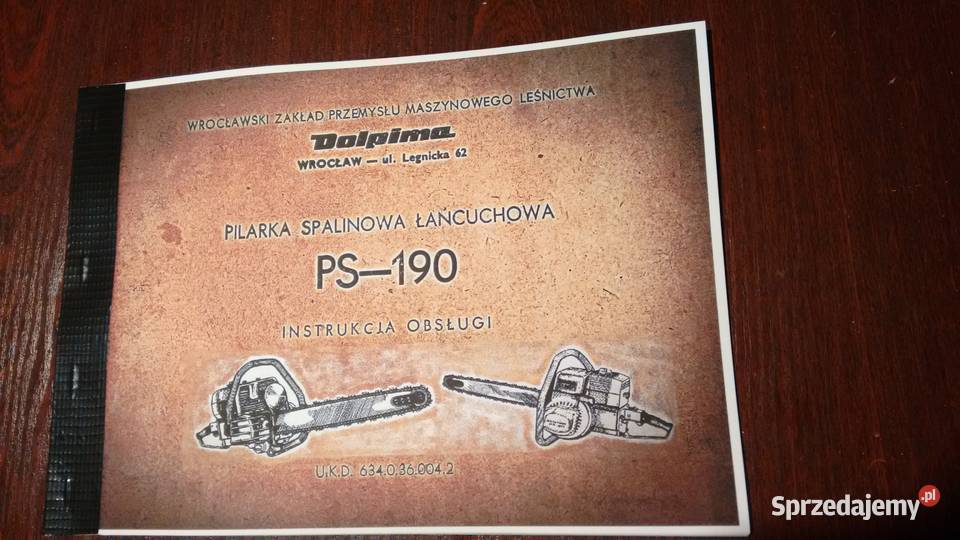 WROCŁAWSKI ZAKŁAD PRZEMYSŁU MASZYNOWEGO LEŚNICTWA
Dolpima
WROCŁAW — ul. Legnicka 62
PILARKA SPALINOWA ŁAŃCUCHOWA
PS—190
INSTRUKCJA OBSŁUGI
U.K.D. 634.0.36.004.2
Sprzedajemy.pl